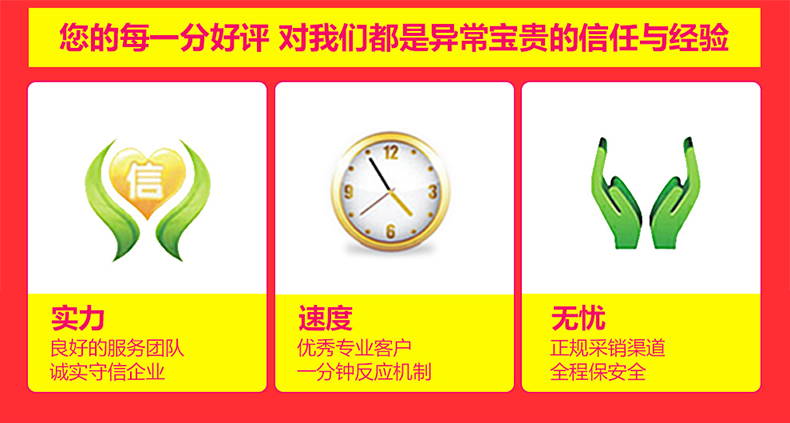 您的每一分好评 对我们都是异常宝贵的信任与经验
信
12
9
3
6
实力
良好的服务团队
诚实守信企业
速度
优秀专业客户
一分钟反应机制
无忧
正规采销渠道
全程保安全